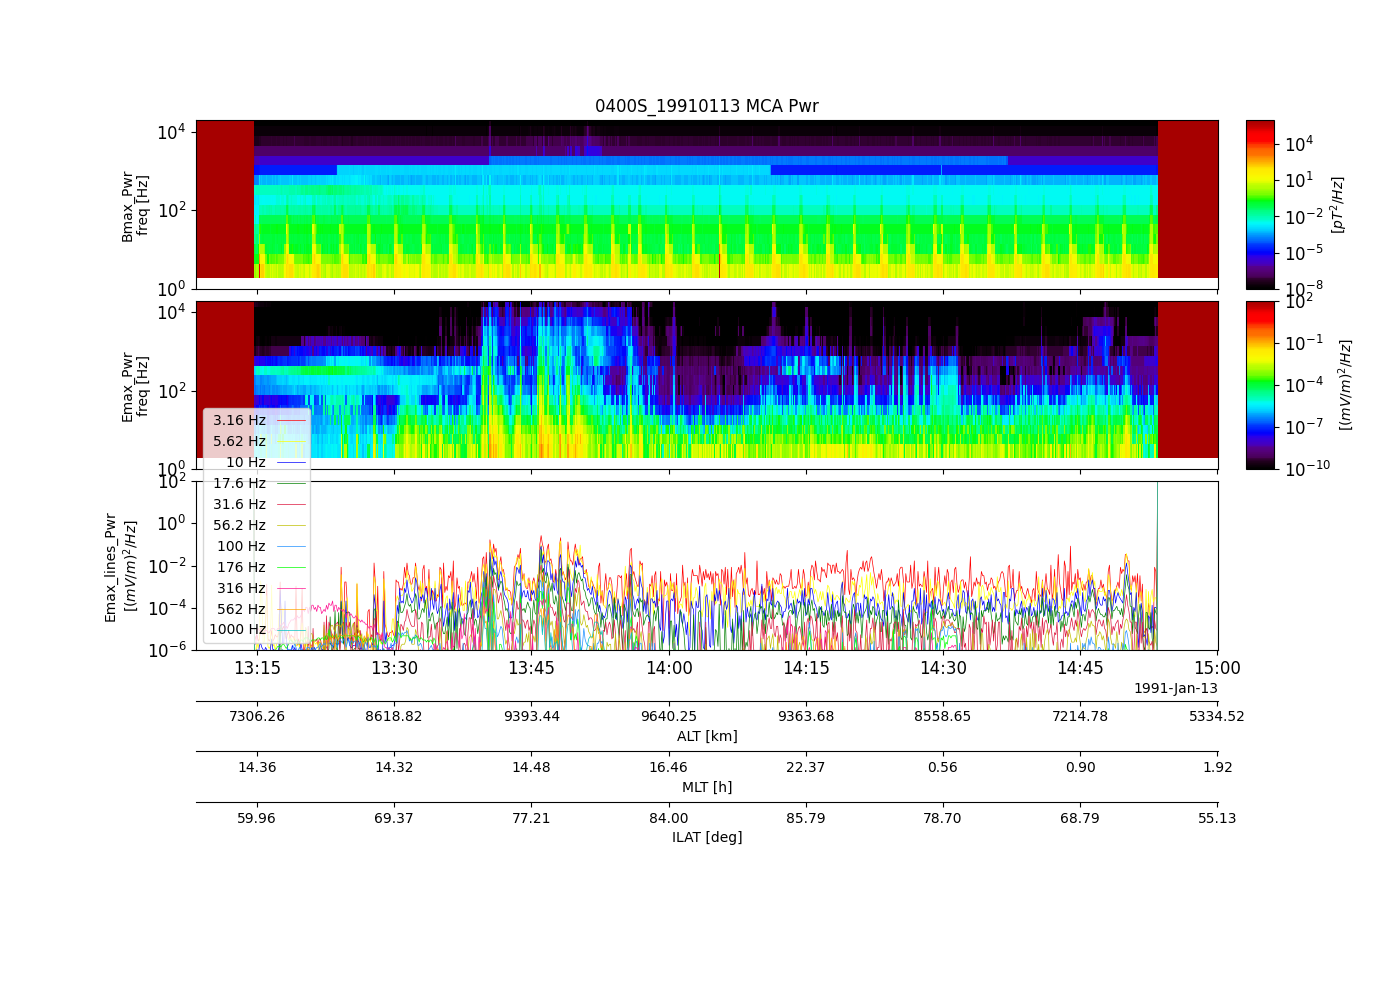 0400S_19910113 MCA Pwr
Bmax_Pwr
freq [Hz]
10^4
10^2
10^0
10^4
10^1
10^-2
10^-5
10^-8
[pT^2/Hz]
Emax_Pwr
freq [Hz]
10^4
10^2
10^0
10^2
10^-1
10^-4
10^-7
10^-10
[(mV/m)^2/Hz]
3.16 Hz
5.62 Hz
10 Hz
17.6 Hz
31.6 Hz
56.2 Hz
100 Hz
176 Hz
316 Hz
562 Hz
1000 Hz
Emax_lines_Pwr
[(mV/m)^2/Hz]
10^2
10^0
10^-2
10^-4
10^-6
13:15 13:30 13:45 14:00 14:15 14:30 14:45 15:00
1991-Jan-13
7306.26 8618.82 9393.44 9640.25 9363.68 8558.65 7214.78 5334.52
ALT [km]
14.36 14.32 14.48 16.46 22.37 0.56 0.90 1.92
MLT [h]
59.96 69.37 77.21 84.00 85.79 78.70 68.79 55.13
ILAT [deg]